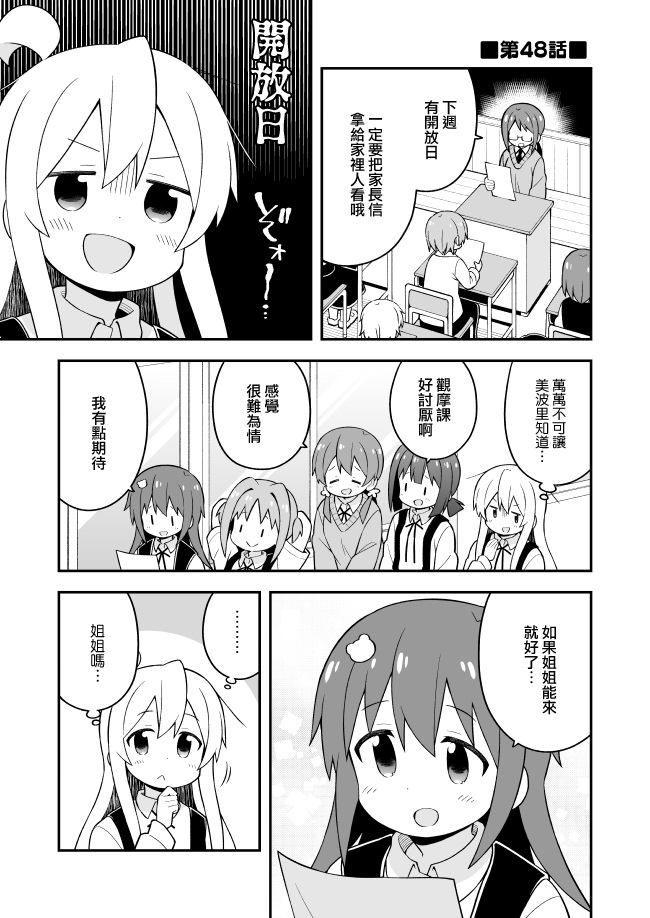 ■第48話■
下週
有開放日
一定要把家長信
拿給家裡人看哦
開放日
ぞォー…
萬萬不可讓
美波里知道…
觀摩課
好討厭啊
感覺
很難為情
我有點期待
如果姐姐能來
就好了…
………
姐姐嗎…